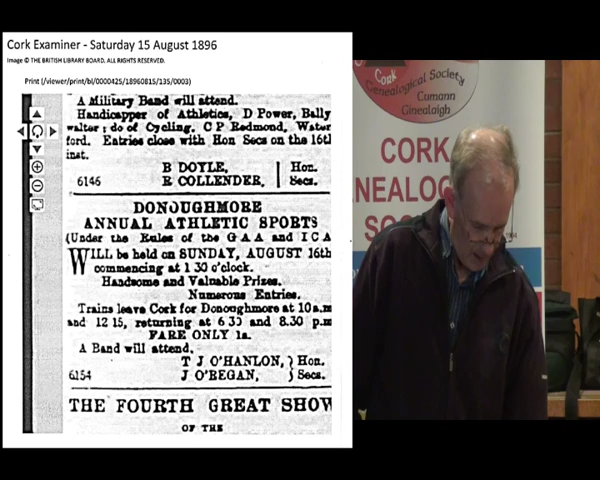 Cork Examiner - Saturday 15 August 1896
Image © THE BRITISH LIBRARY BOARD. ALL RIGHTS RESERVED.
Print (/viewer/print/bl/0000425/18960815/135/0003)
A Military Band will attend.
Handicapper of Athletics, D Power, Bally
walter; do of Cycling, C P Redmond, Water
ford. Entries close with Hon Secs on the 16th
inst.
B DOYLE, | Hon.
6146 R COLLENDER, | Secs.
DONOUGHMORE
ANNUAL ATHLETIC SPORTS
(Under the Rules of the G A A and I C A
WILL be held on SUNDAY, AUGUST 16th
commencing at 1 30 o'clock.
Handsome and Valuable Prizes.
Numerous Entries.
Trains leave Cork for Donoughmore at 10 a.m
and 12 15, returning at 6 35 and 8.30 p.m
FARE ONLY 1s.
A Band will attend.
T J O'HANLON, } Hon.
6154 J O'REGAN, } Secs.
THE FOURTH GREAT SHOW
OF THE
Cork
Genealogical Society
Cumann
Ginealaigh
CORK
NEALOG
SOC